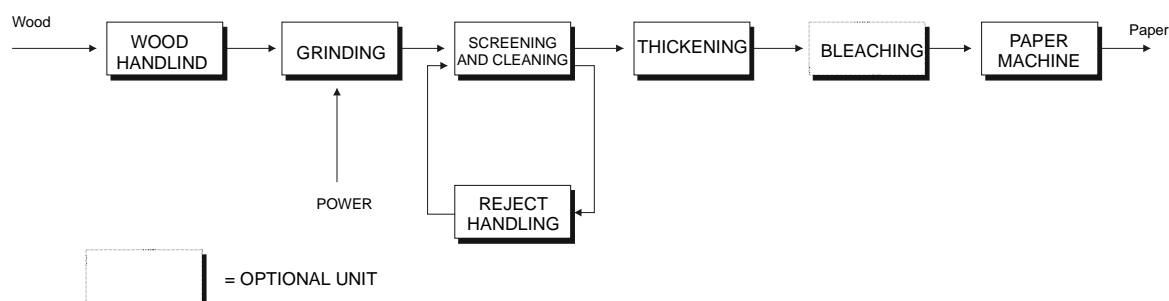 Wood
WOOD
HANDLIND
GRINDING
SCREENING
AND CLEANING
THICKENING
BLEACHING
PAPER
MACHINE
Paper
POWER
REJECT
HANDLING
= OPTIONAL UNIT